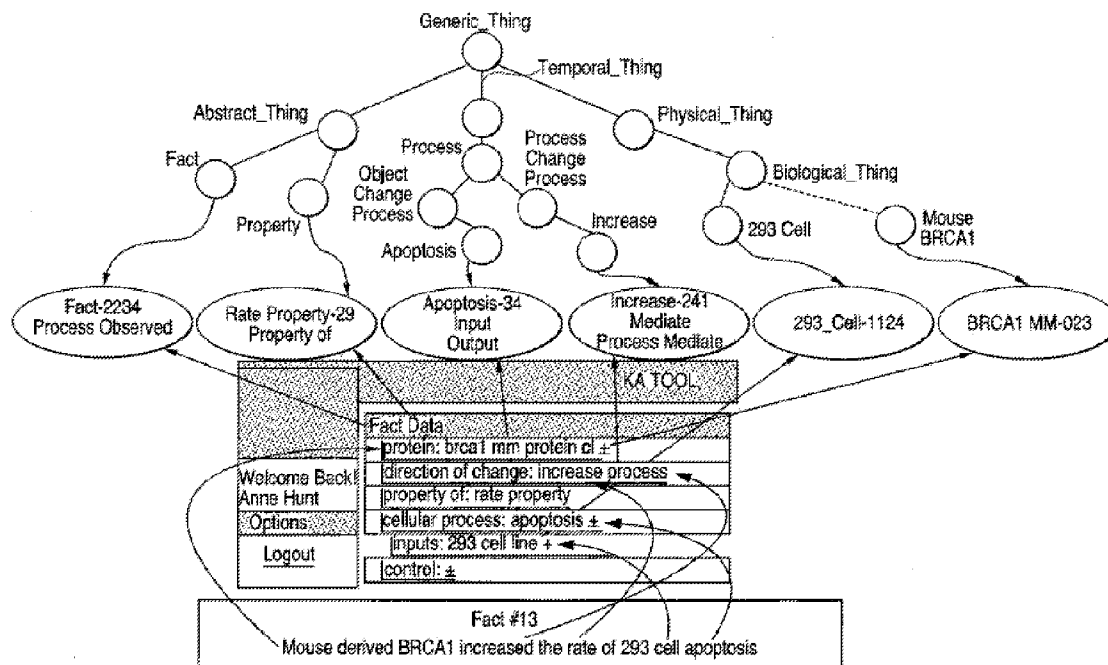 Generic_Thing
Temporal_Thing
Abstract_Thing
Physical_Thing
Fact
Process
Process
Change
Process
Object
Change
Process
Biological_Thing
Property
Increase
293 Cell
Mouse
BRCA1
Apoptosis
Fact-2234
Process Observed
Rate Property-29
Property of
Apoptosis-34
Input
Output
Increase-241
Mediate
Process Mediate
293_Cell-1124
BRCA1 MM-023
KA TOOL
Fact Data
protein: brca1 mm protein cl ±
direction of change: increase process
property of: rate property
cellular process: apoptosis ±
inputs: 293 cell line +
control: ±
Welcome Back!
Anne Hunt
Options
Logout
Fact #13
Mouse derived BRCA1 increased the rate of 293 cell apoptosis